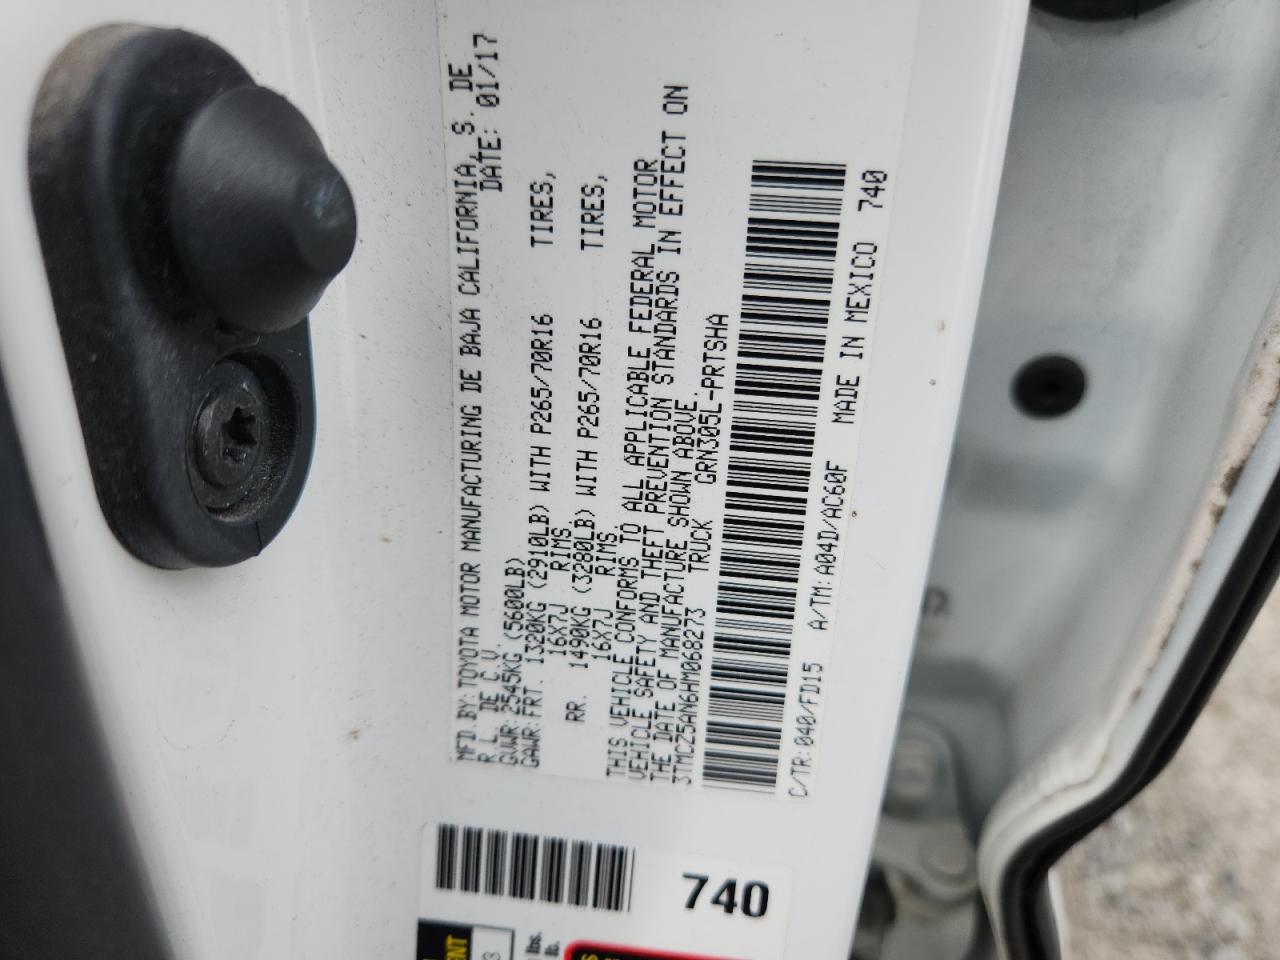 MFD BY: TOYOTA MOTOR MANUFACTURING DE BAJA CALIFORNIA, S. DE
R.L. DE C.V. DATE: 01/17
GVWR: 2545KG (5600LB)
GAWR: FRT. 1320KG (2910LB) WITH P265/70R16 TIRES,
16X7J RIMS.
RR. 1490KG (3280LB) WITH P265/70R16 TIRES,
16X7J RIMS.
THIS VEHICLE CONFORMS TO ALL APPLICABLE FEDERAL MOTOR
VEHICLE SAFETY AND THEFT PREVENTION STANDARDS IN EFFECT ON
THE DATE OF MANUFACTURE SHOWN ABOVE.
3TMCZ5AN6HM068273 TRUCK GRN305L-PRTSHA
C/TR: 040/FD15 A/TM: A04D/AC60F MADE IN MEXICO 740
740
lbs.
lb.